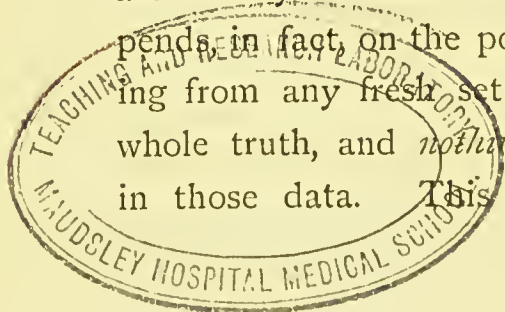 pends, in fact, on the po
ing from any fresh set
whole truth, and nothin
in those data. This
TEACHING AND RESEARCH LABORATORY
MAUDSLEY HOSPITAL MEDICAL SCHOOL